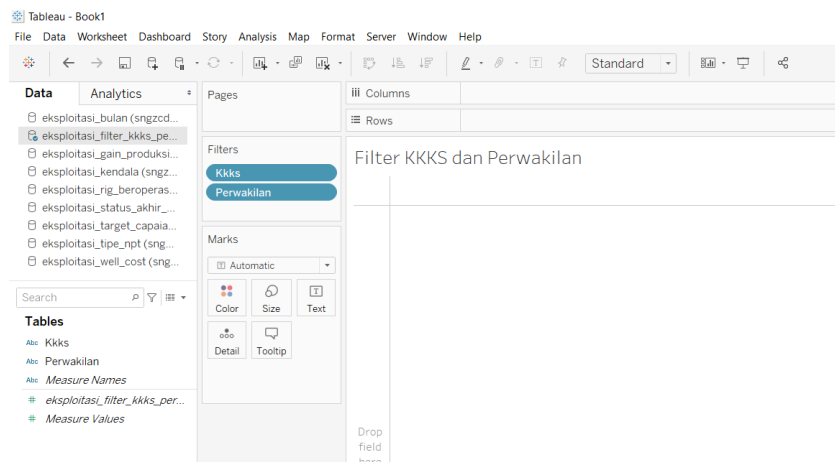 Tableau - Book1
File Data Worksheet Dashboard Story Analysis Map Format Server Window Help
Standard
Data Analytics
Pages
iii Columns
Rows
eksploitasi_bulan (sngzcd...
eksploitasi_filter_kkks_pe...
eksploitasi_gain_produksi...
eksploitasi_kendala (sngz...
eksploitasi_rig_beroperas...
eksploitasi_status_akhir_...
eksploitasi_target_capaia...
eksploitasi_tipe_npt (sng...
eksploitasi_well_cost (sng...
Search
Tables
Abc Kkks
Abc Perwakilan
Abc Measure Names
# eksploitasi_filter_kkks_per...
# Measure Values
Filters
Kkks
Perwakilan
Marks
T Automatic
Color Size Text
Detail Tooltip
Filter KKKS dan Perwakilan
Drop
field
here